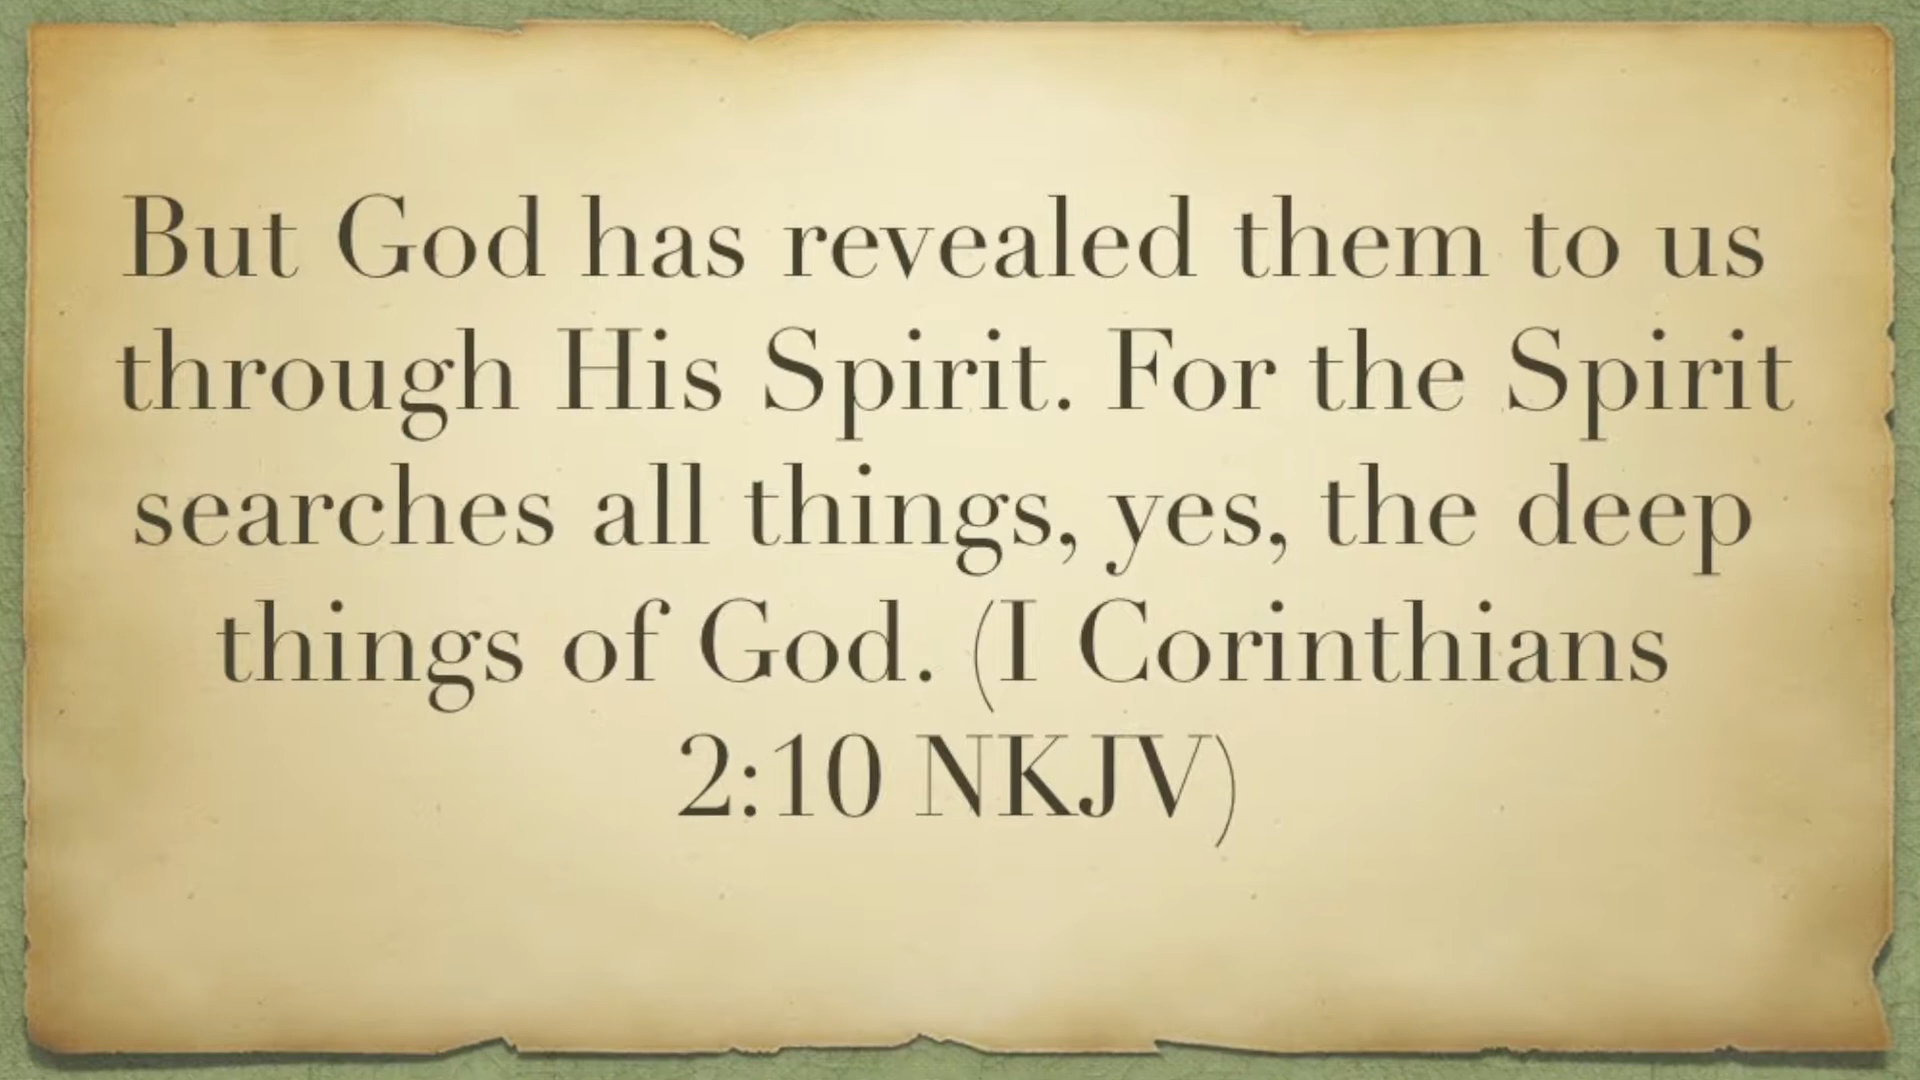 But God has revealed them to us
through His Spirit. For the Spirit
searches all things, yes, the deep
things of God. (I Corinthians
2:10 NKJV)